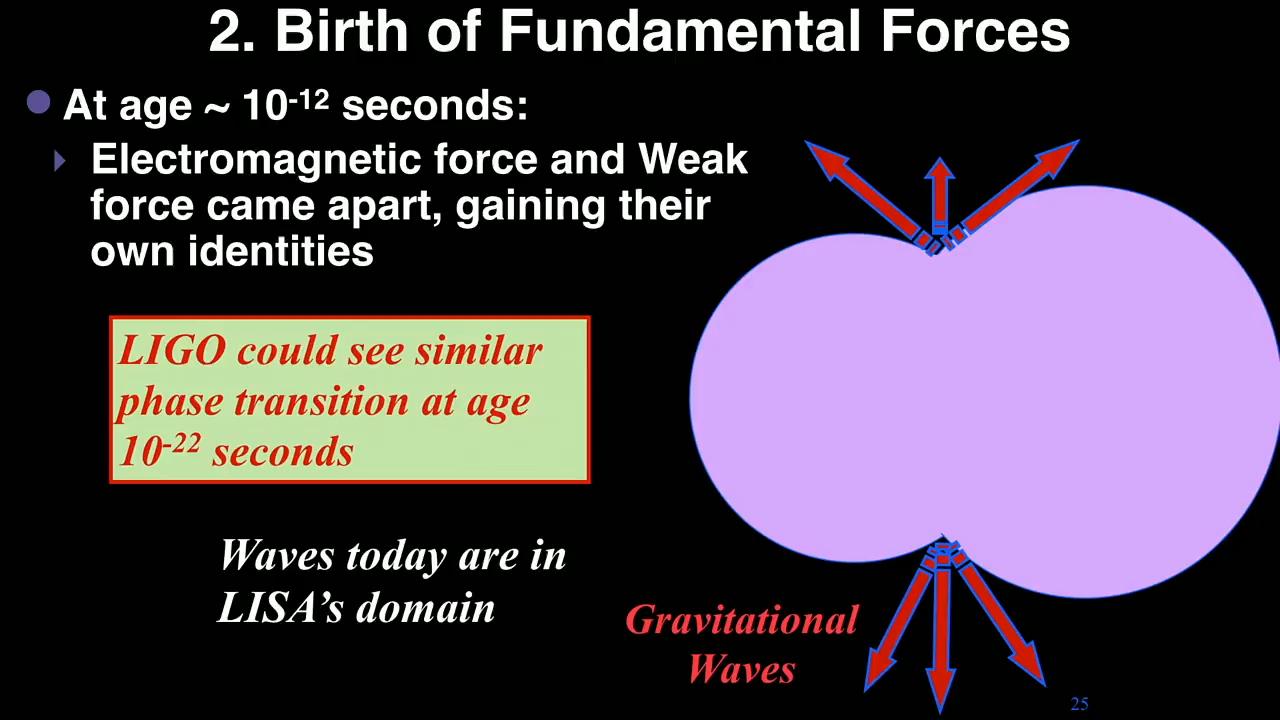 2. Birth of Fundamental Forces
At age ~ 10⁻¹² seconds:
Electromagnetic force and Weak
force came apart, gaining their
own identities
LIGO could see similar
phase transition at age
10⁻²² seconds
Waves today are in
LISA’s domain
Gravitational
Waves
25